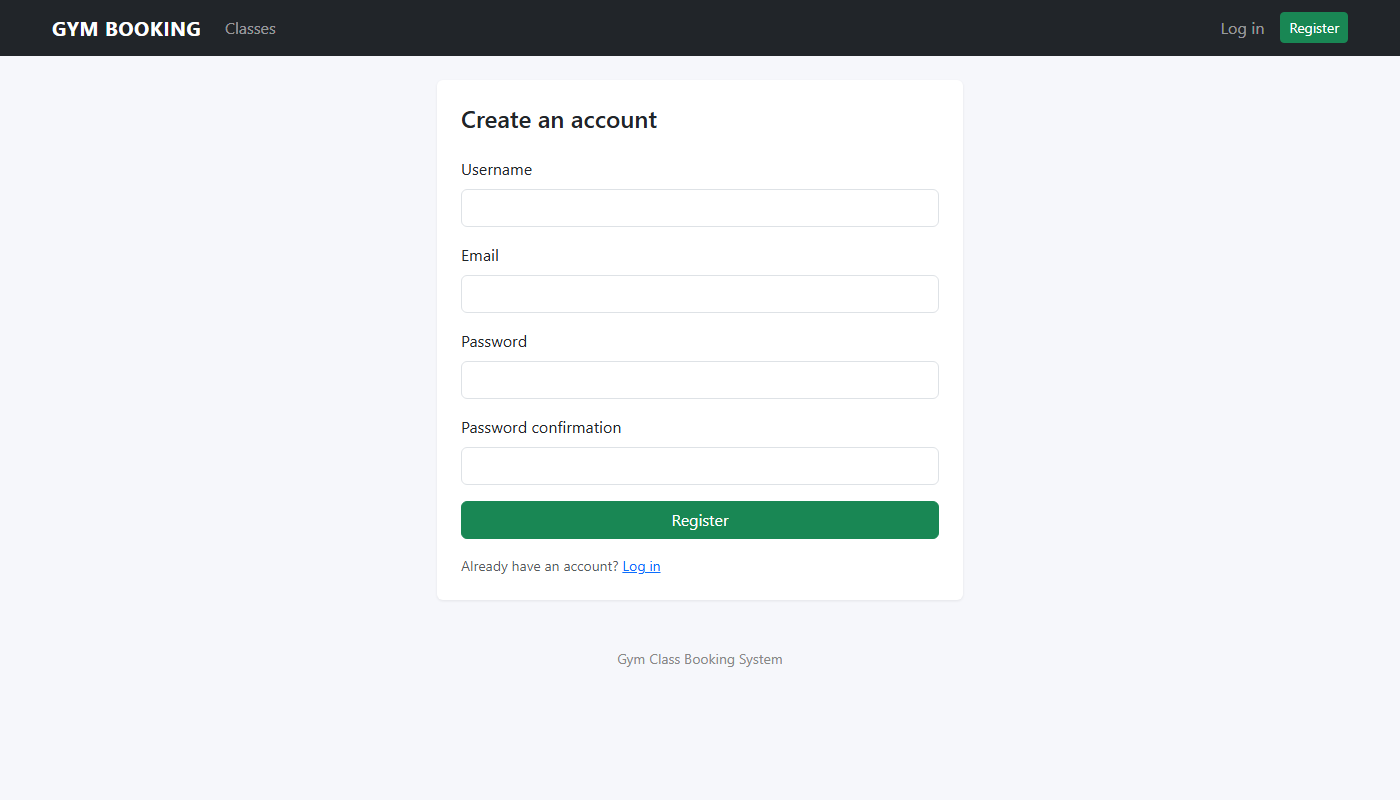 GYM BOOKING Classes Log in Register
Create an account
Username
Email
Password
Password confirmation
Register
Already have an account? Log in
Gym Class Booking System